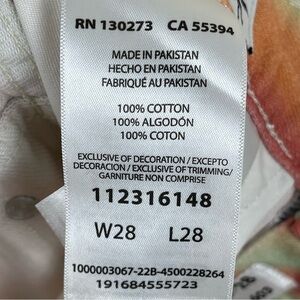 RN 130273 CA 55394
MADE IN PAKISTAN
HECHO EN PAKISTAN
FABRIQUÉ AU PAKISTAN
100% COTTON
100% ALGODÓN
100% COTON
EXCLUSIVE OF DECORATION / EXCEPTO
DECORACION / EXCLUSIVE OF TRIMMING/
GARNITURE NON COMPRISE
112316148
W28 L28
1000003067-22B-4500228264
191684555723